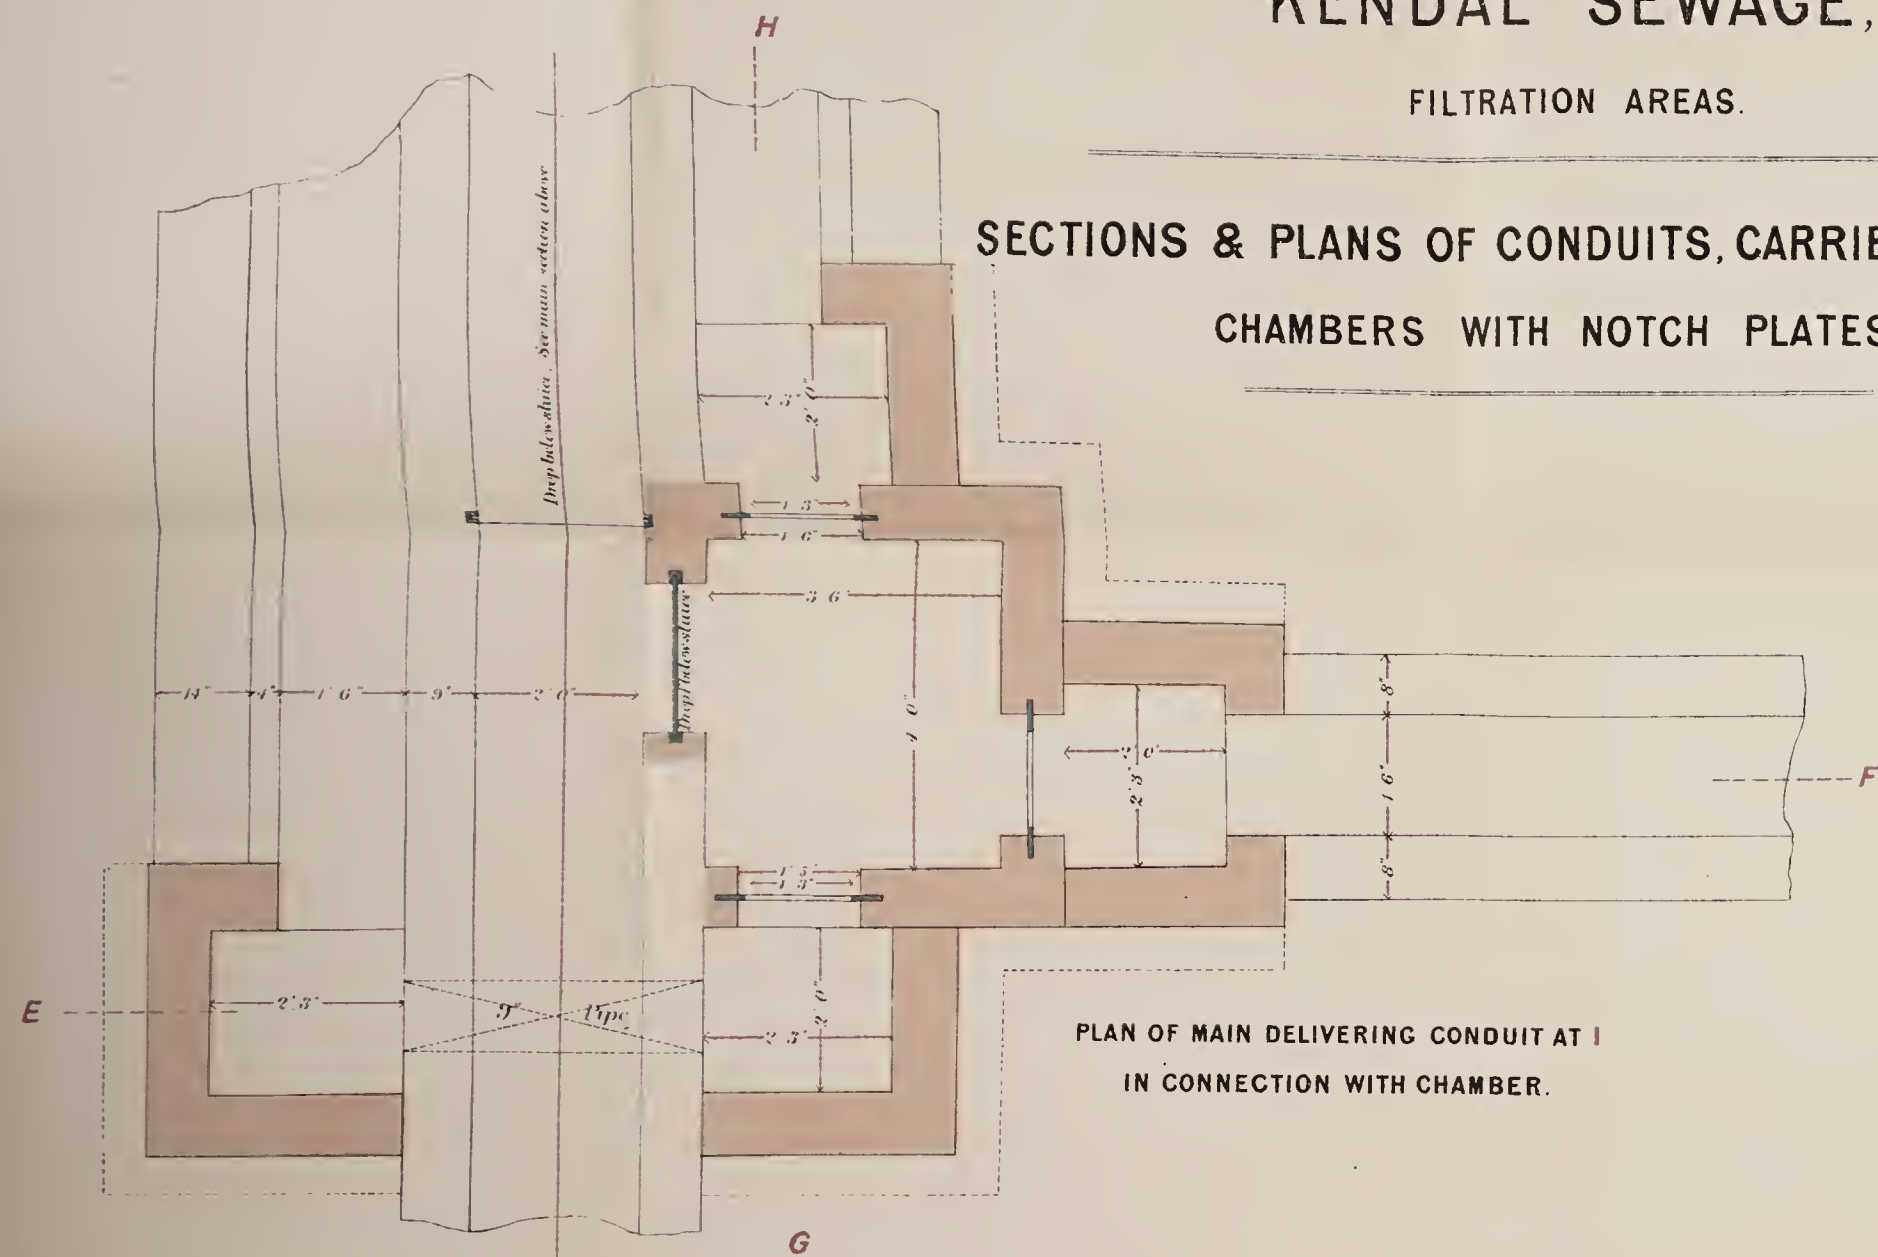 KENDAL SEWAGE,
FILTRATION AREAS.
SECTIONS & PLANS OF CONDUITS, CARRIE
CHAMBERS WITH NOTCH PLATES
H
Drop below sluice, See main section above
2' 3"
2' 0"
1' 3"
1' 6"
3' 6"
Drop below sluice
14" 4" 1' 6" 9" 2' 0"
4' 0"
2' 0"
2' 3"
8"
1' 6"
8"
F
1' 3"
E
2' 3"
9" Pipe
2' 3"
2' 0"
PLAN OF MAIN DELIVERING CONDUIT AT I
IN CONNECTION WITH CHAMBER.
G